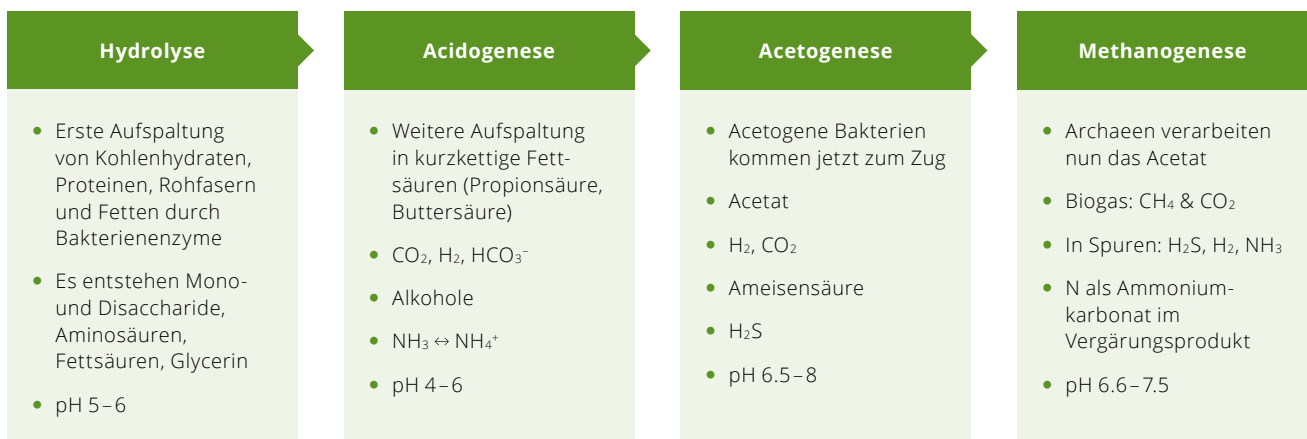 Hydrolyse
Erste Aufspaltung
von Kohlenhydraten,
Proteinen, Rohfasern
und Fetten durch
Bakterienenzyme
Es entstehen Mono-
und Disaccharide,
Aminosäuren,
Fettsäuren, Glycerin
pH 5–6
Acidogenese
Weitere Aufspaltung
in kurzkettige Fett-
säuren (Propionsäure,
Buttersäure)
CO₂, H₂, HCO₃⁻
Alkohole
NH₃ ↔ NH₄⁺
pH 4–6
Acetogenese
Acetogene Bakterien
kommen jetzt zum Zug
Acetat
H₂, CO₂
Ameisensäure
H₂S
pH 6.5–8
Methanogenese
Archaeen verarbeiten
nun das Acetat
Biogas: CH₄ & CO₂
In Spuren: H₂S, H₂, NH₃
N als Ammonium-
karbonat im
Vergärungsprodukt
pH 6.6–7.5